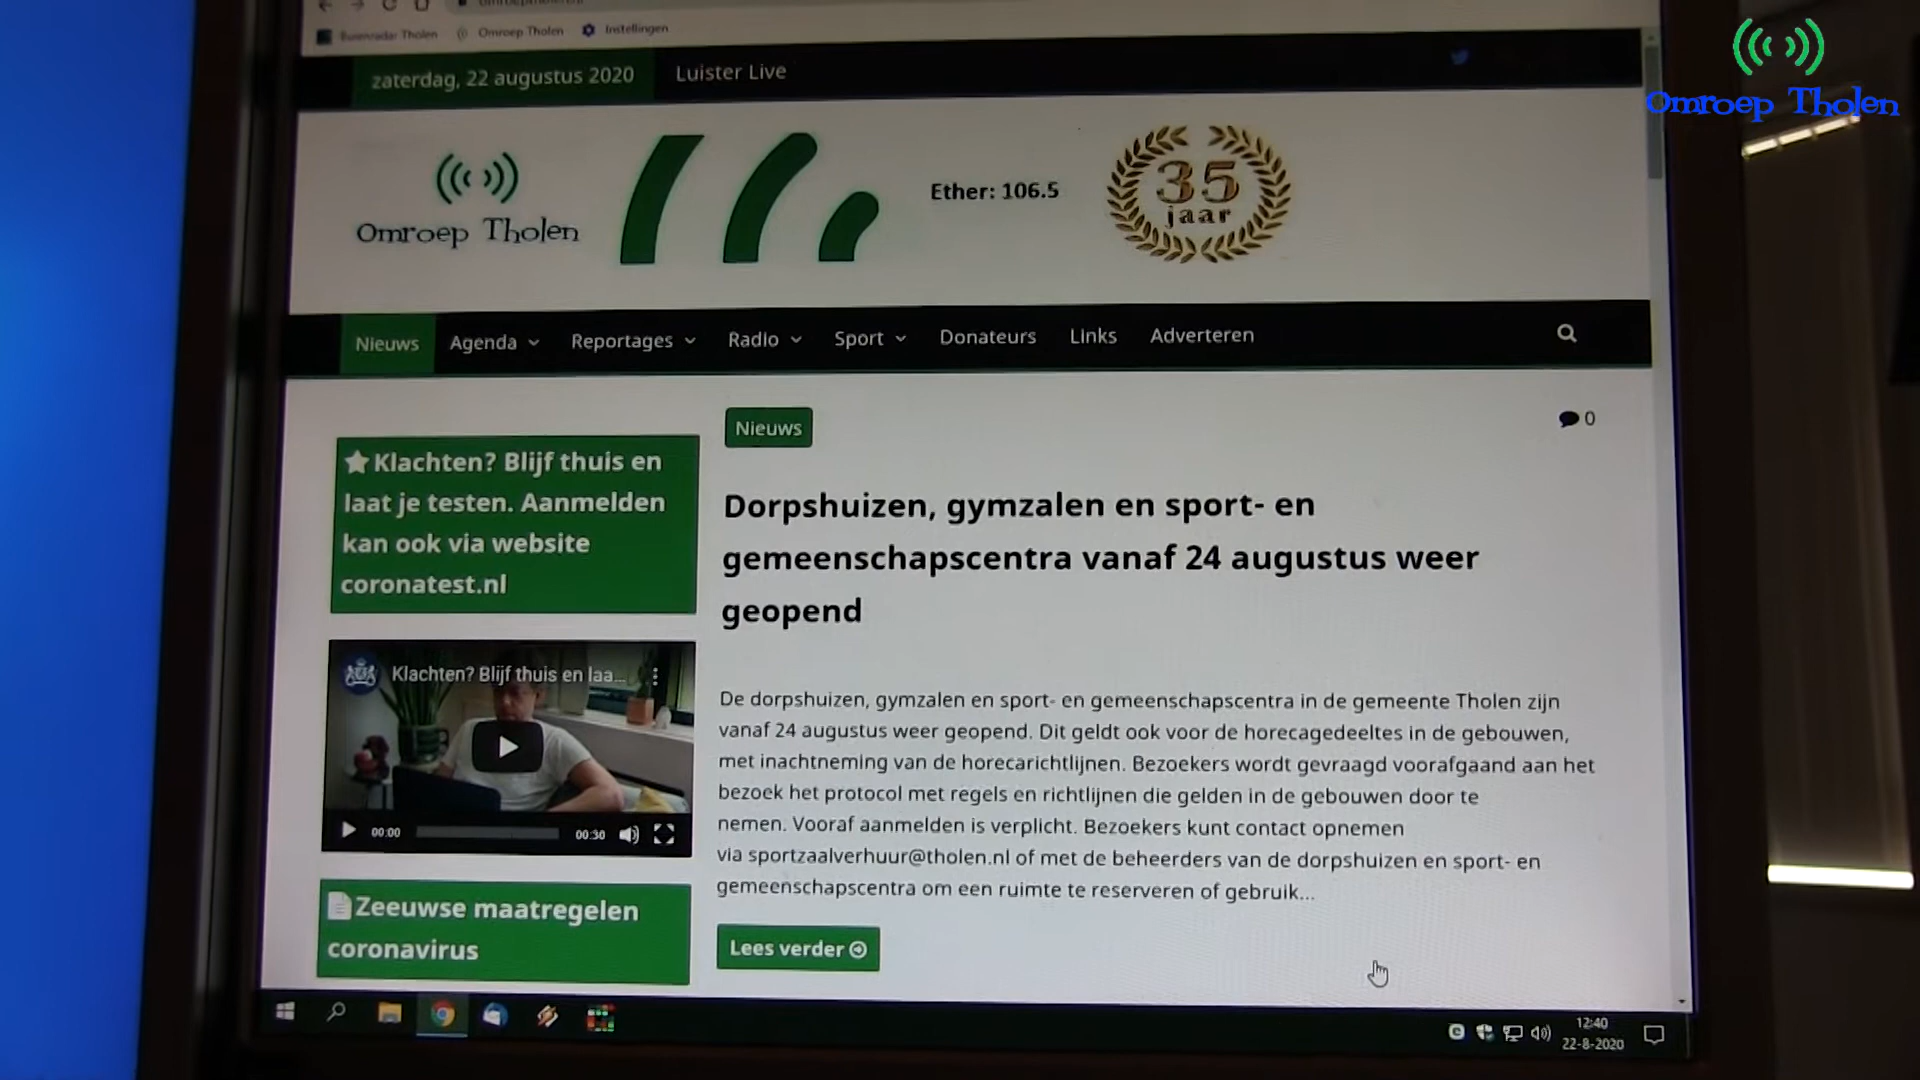 Buienradar Tholen Omroep Tholen Instellingen
zaterdag, 22 augustus 2020 Luister Live
Omroep Tholen
Omroep Tholen
Ether: 106.5
35
jaar
Nieuws Agenda Reportages Radio Sport Donateurs Links Adverteren
Nieuws
0
Klachten? Blijf thuis en
laat je testen. Aanmelden
kan ook via website
coronatest.nl
Dorpshuizen, gymzalen en sport- en
gemeenschapscentra vanaf 24 augustus weer
geopend
Klachten? Blijf thuis en laa...
00:00 00:30
De dorpshuizen, gymzalen en sport- en gemeenschapscentra in de gemeente Tholen zijn
vanaf 24 augustus weer geopend. Dit geldt ook voor de horecagedeeltes in de gebouwen,
met inachtneming van de horecarichtlijnen. Bezoekers wordt gevraagd voorafgaand aan het
bezoek het protocol met regels en richtlijnen die gelden in de gebouwen door te
nemen. Vooraf aanmelden is verplicht. Bezoekers kunt contact opnemen
via sportzaalverhuur@tholen.nl of met de beheerders van de dorpshuizen en sport- en
gemeenschapscentra om een ruimte te reserveren of gebruik...
Zeeuwse maatregelen
coronavirus
Lees verder
12:40
22-8-2020